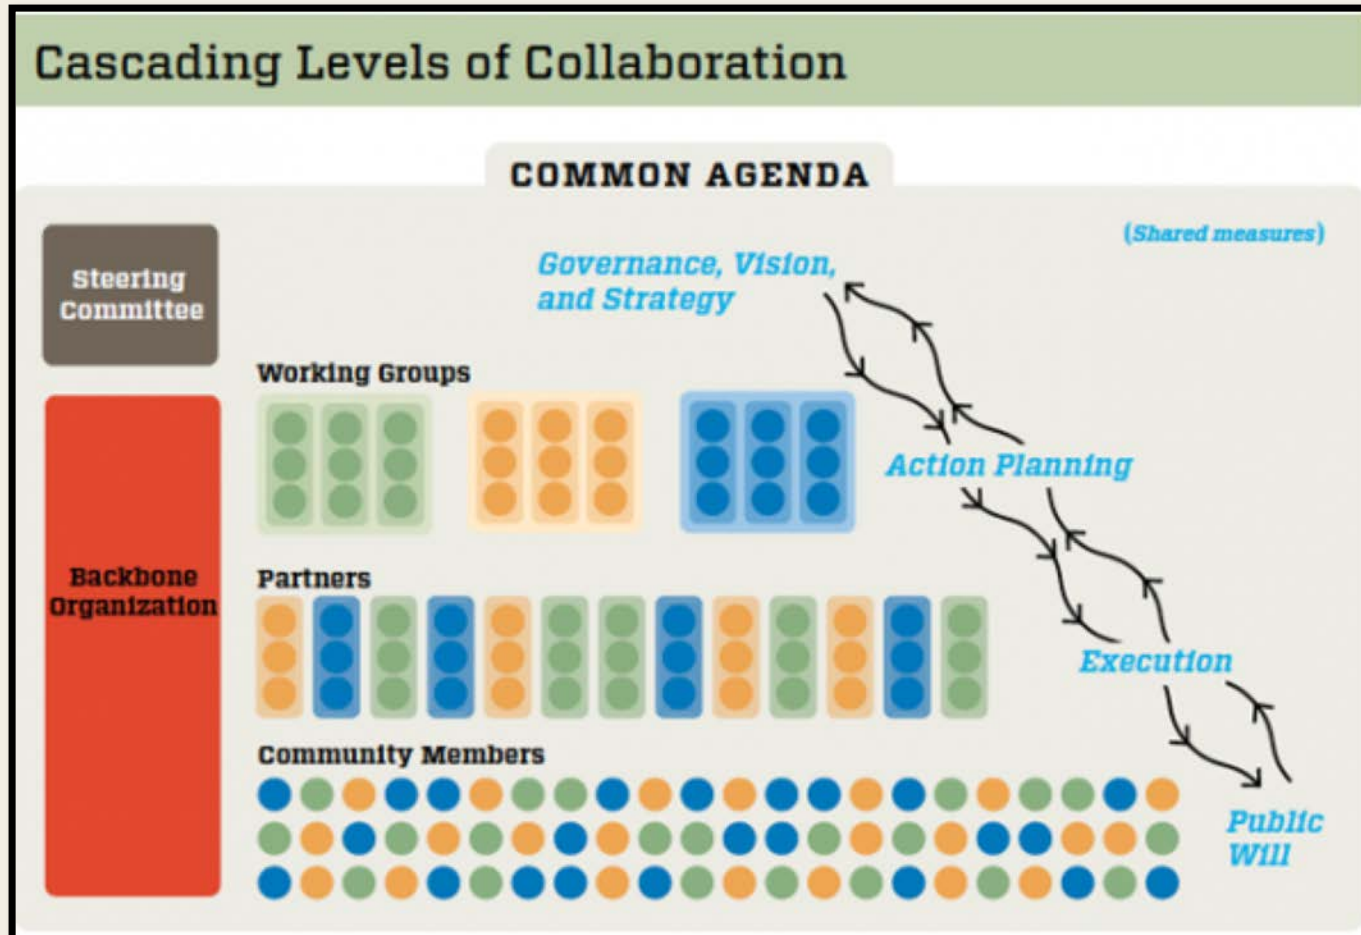 Cascading Levels of Collaboration
COMMON AGENDA
(Shared measures)
Steering
Committee
Governance, Vision,
and Strategy
Working Groups
Action Planning
Backbone
Organization
Partners
Execution
Community Members
Public
Will